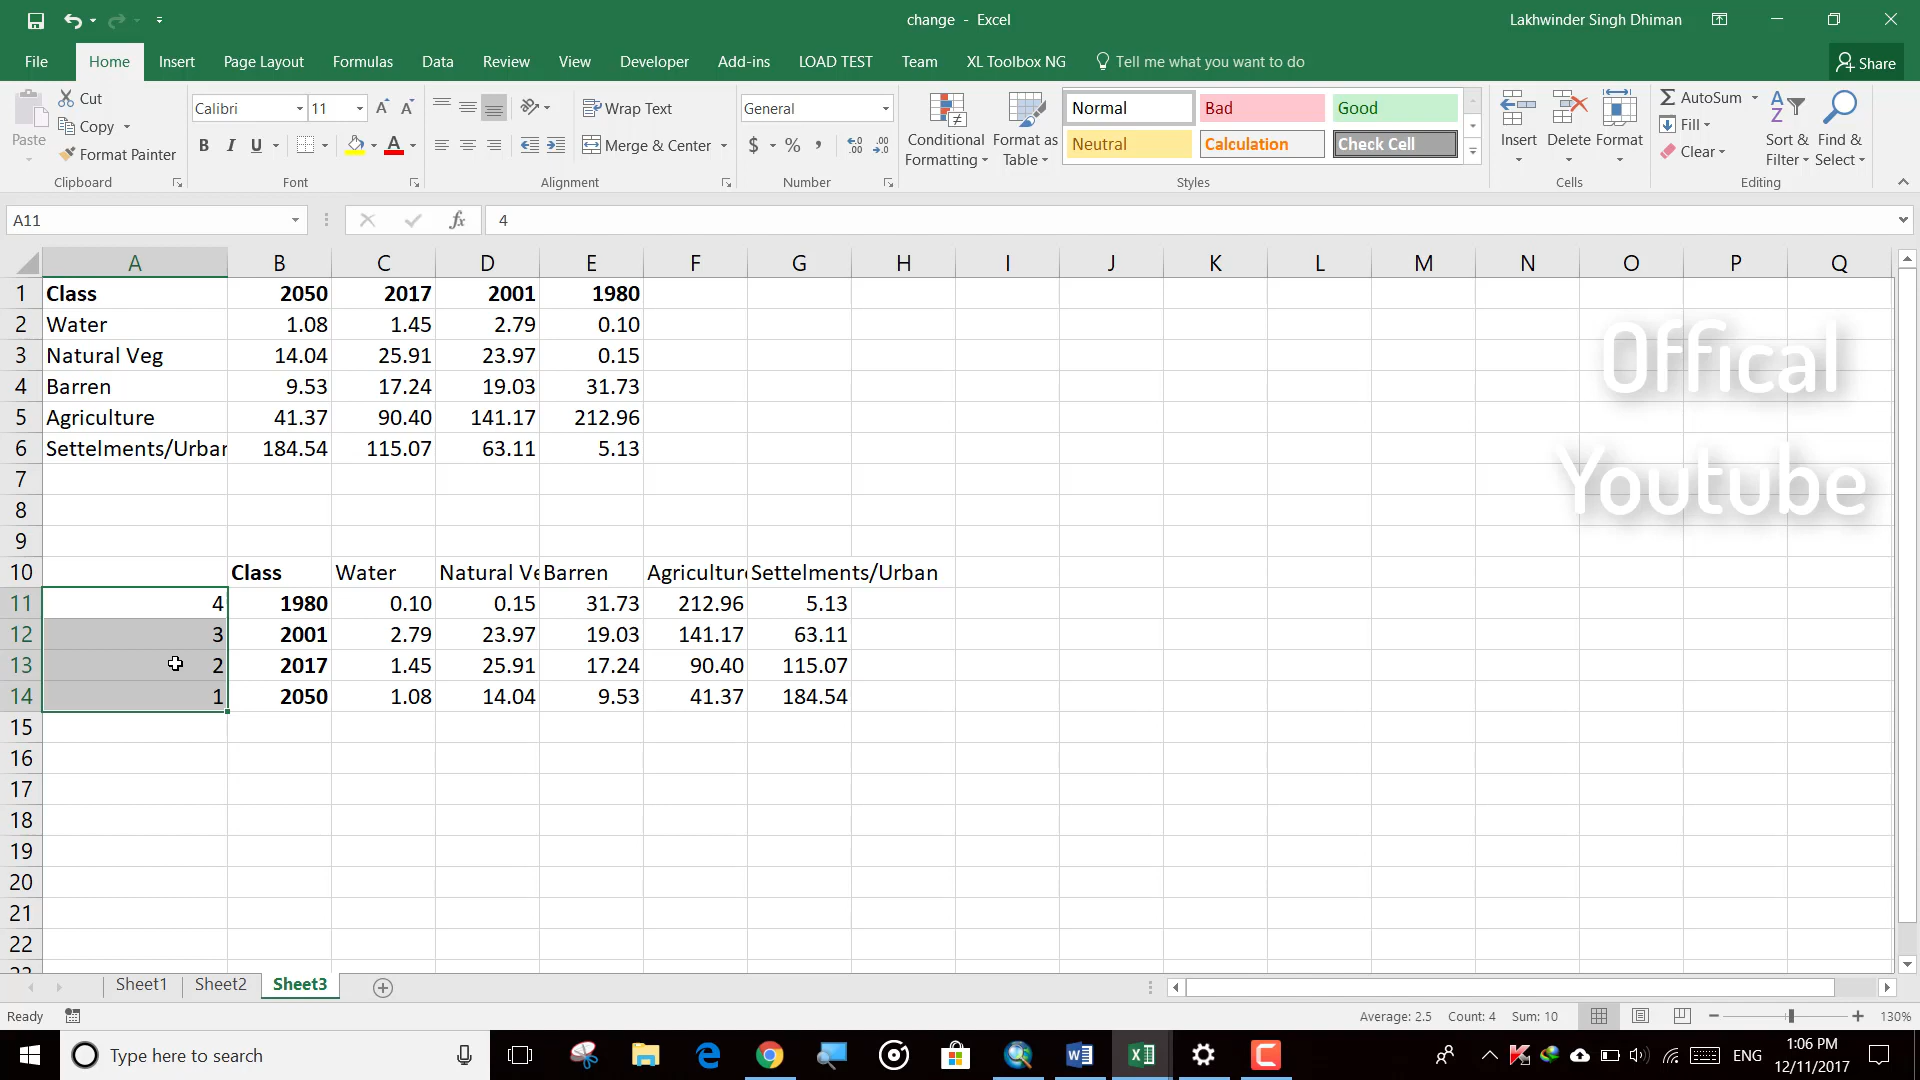 change - Excel
Lakhwinder Singh Dhiman
File Home Insert Page Layout Formulas Data Review View Developer Add-ins LOAD TEST Team XL Toolbox NG Tell me what you want to do Share
Paste
Cut
Copy
Format Painter
Clipboard
Calibri 11
B I U
Font
Wrap Text
Merge & Center
Alignment
General
$ % ,
Number
Conditional Formatting
Format as Table
Normal Bad Good
Neutral Calculation Check Cell
Styles
Insert Delete Format
Cells
AutoSum
Fill
Clear
Sort & Filter
Find & Select
Editing
A11 fx 4
A B C D E F G H I J K L M N O P Q
1 Class 2050 2017 2001 1980
2 Water 1.08 1.45 2.79 0.10
3 Natural Veg 14.04 25.91 23.97 0.15
4 Barren 9.53 17.24 19.03 31.73
5 Agriculture 41.37 90.40 141.17 212.96
6 Settelments/Urban 184.54 115.07 63.11 5.13
7
8
9
10 Class Water Natural Ve Barren Agriculture Settelments/Urban
11 4 1980 0.10 0.15 31.73 212.96 5.13
12 3 2001 2.79 23.97 19.03 141.17 63.11
13 2 2017 1.45 25.91 17.24 90.40 115.07
14 1 2050 1.08 14.04 9.53 41.37 184.54
15
16
17
18
19
20
21
22
Offical
Youtube
Sheet1 Sheet2 Sheet3
Ready
Average: 2.5 Count: 4 Sum: 10
130%
Type here to search
ENG
1:06 PM
12/11/2017